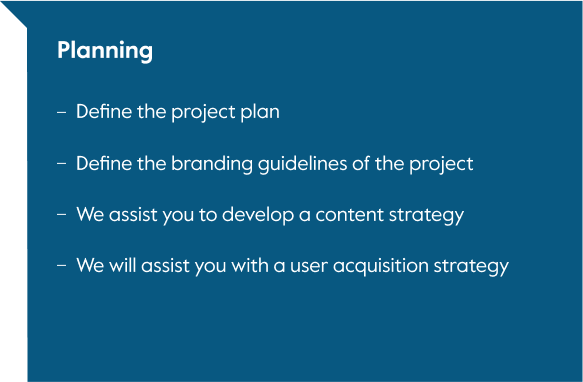 Planning
– Define the project plan
– Define the branding guidelines of the project
– We assist you to develop a content strategy
– We will assist you with a user acquisition strategy